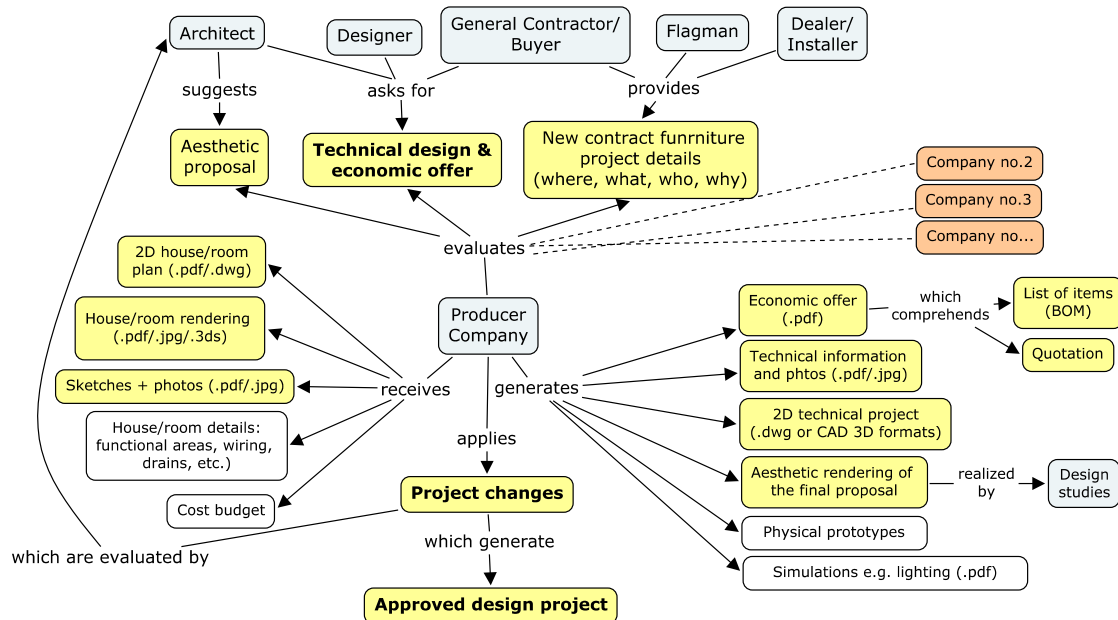 Architect
Designer
General Contractor/
Buyer
Flagman
Dealer/
Installer
suggests
asks for
provides
Aesthetic
proposal
Technical design &
economic offer
New contract funrniture
project details
(where, what, who, why)
Company no.2
Company no.3
Company no...
evaluates
2D house/room
plan (.pdf/.dwg)
House/room rendering
(.pdf/.jpg/.3ds)
Sketches + photos (.pdf/.jpg)
House/room details:
functional areas, wiring,
drains, etc.)
Cost budget
Producer
Company
receives
generates
applies
Economic offer
(.pdf)
which
comprehends
List of items
(BOM)
Quotation
Technical information
and phtos (.pdf/.jpg)
2D technical project
(.dwg or CAD 3D formats)
Aesthetic rendering of
the final proposal
realized
by
Design
studies
Physical prototypes
Simulations e.g. lighting (.pdf)
Project changes
which are evaluated by
which generate
Approved design project